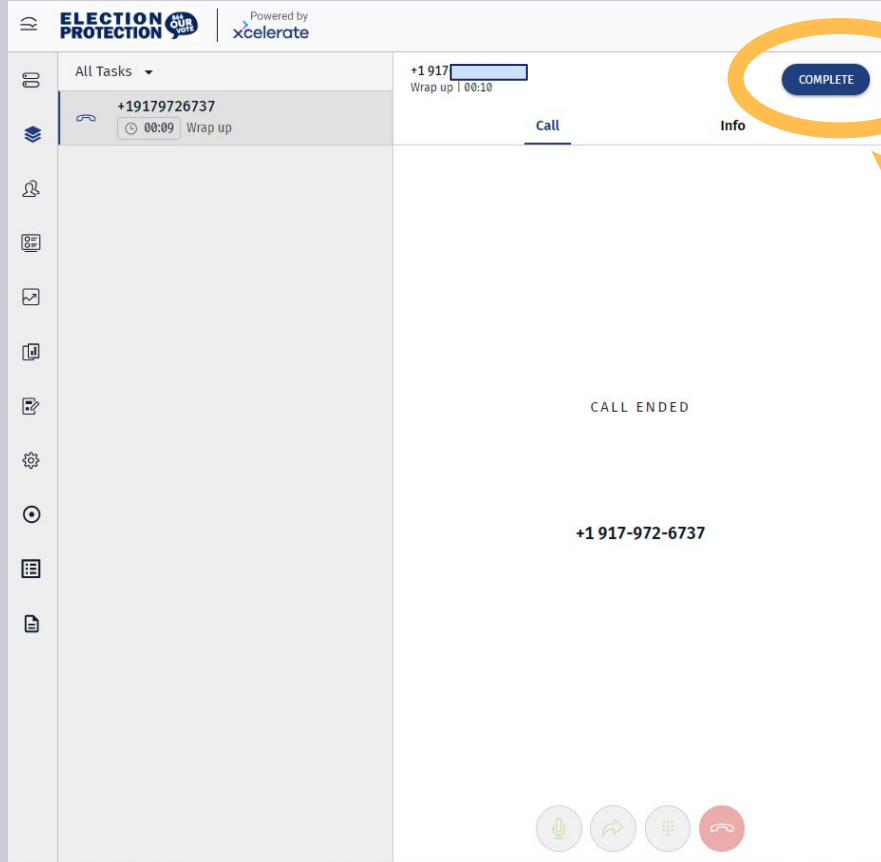 ELECTION PROTECTION 866 OUR VOTE
Powered by
xcelerate
All Tasks
+19179726737
00:09 Wrap up
+1 917
Wrap up | 00:10
COMPLETE
Call Info
CALL ENDED
+1 917-972-6737